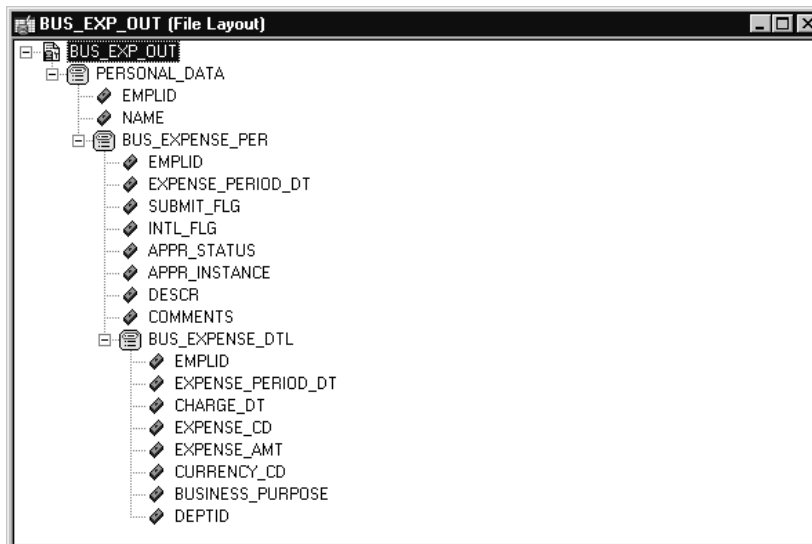 BUS_EXP_OUT (File Layout)
BUS_EXP_OUT
PERSONAL_DATA
EMPLID
NAME
BUS_EXPENSE_PER
EMPLID
EXPENSE_PERIOD_DT
SUBMIT_FLG
INTL_FLG
APPR_STATUS
APPR_INSTANCE
DESCR
COMMENTS
BUS_EXPENSE_DTL
EMPLID
EXPENSE_PERIOD_DT
CHARGE_DT
EXPENSE_CD
EXPENSE_AMT
CURRENCY_CD
BUSINESS_PURPOSE
DEPTID